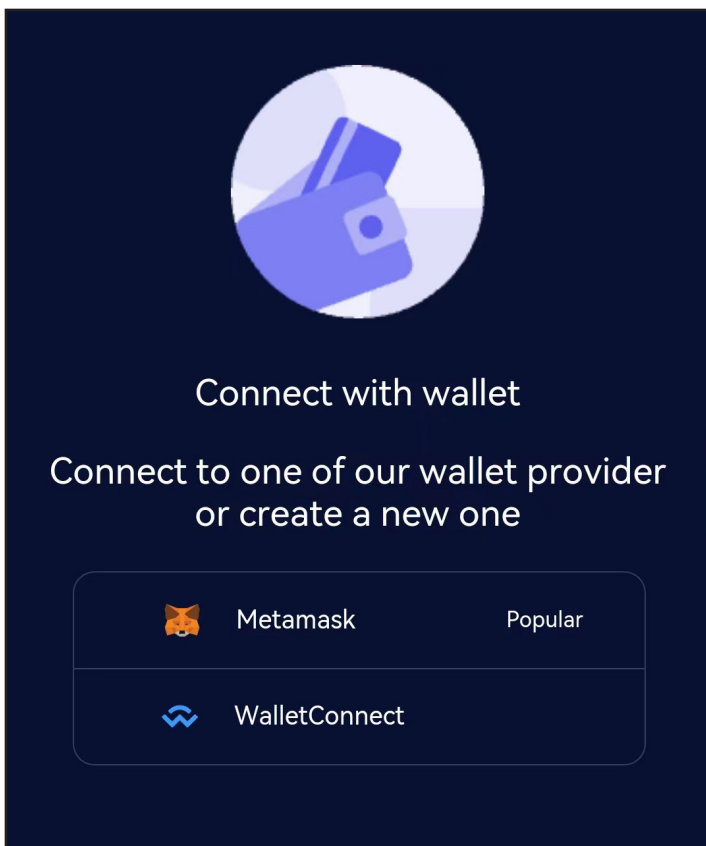 Connect with wallet
Connect to one of our wallet provider
or create a new one
Metamask Popular
WalletConnect